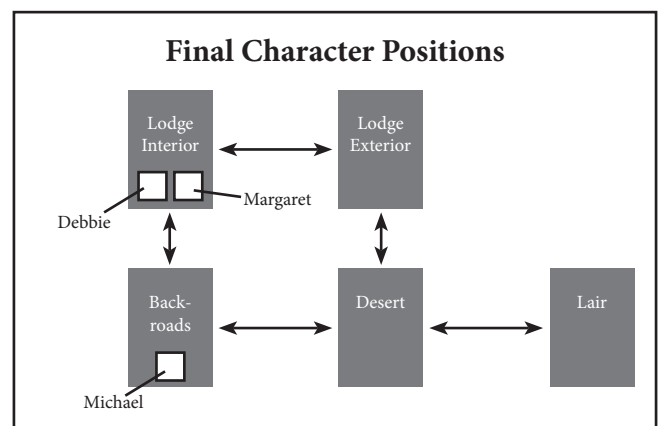 Final Character Positions
Lodge
Interior
Lodge
Exterior
Debbie
Margaret
Back-
roads
Desert
Lair
Michael